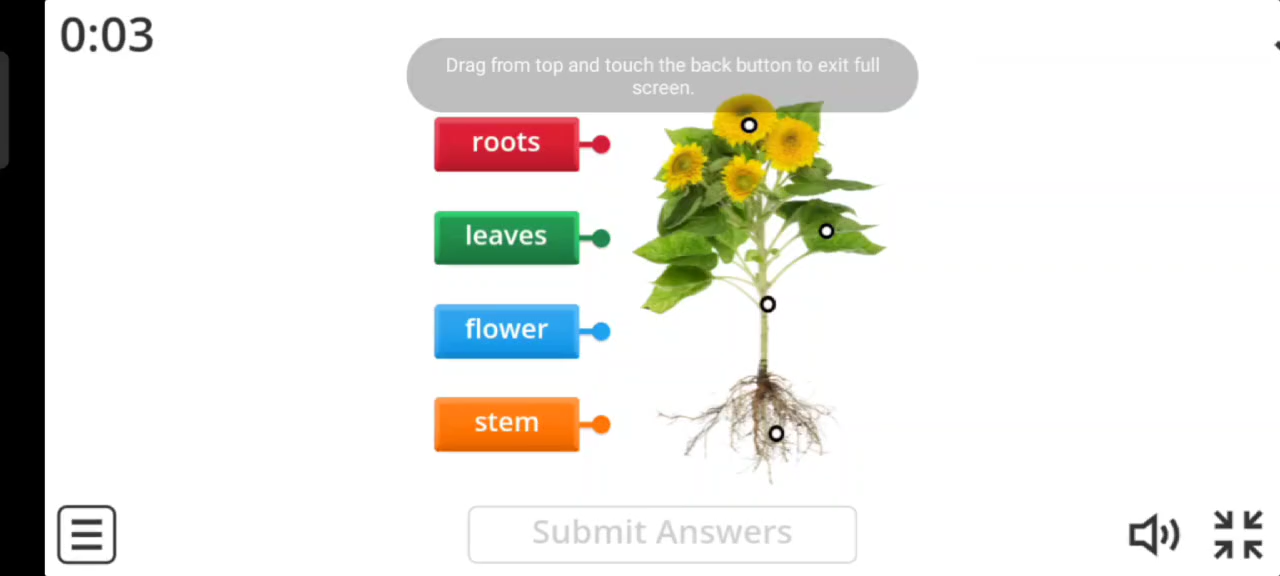 0:03
Drag from top and touch the back button to exit full
screen.
roots
leaves
flower
stem
Submit Answers